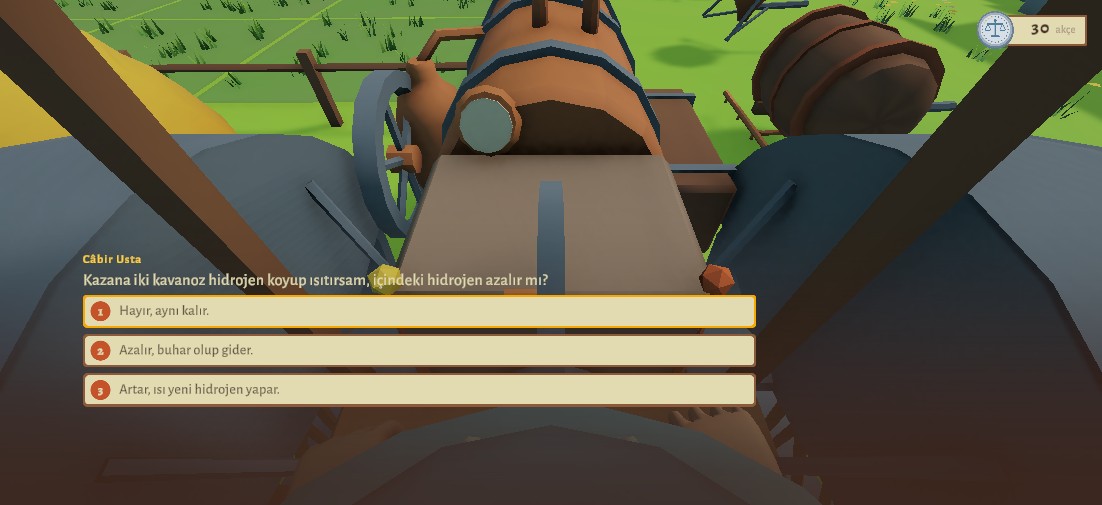 30 akçe
Câbir Usta
Kazana iki kavanoz hidrojen koyup ısıtırsam, içindeki hidrojen azalır mı?
1 Hayır, aynı kalır.
2 Azalır, buhar olup gider.
3 Artar, ısı yeni hidrojen yapar.